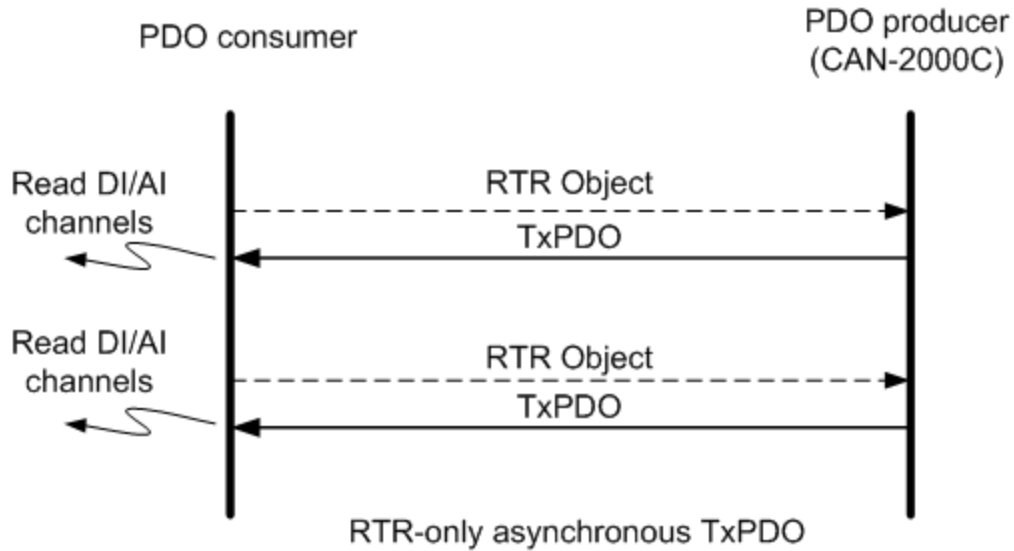 PDO consumer
PDO producer
(CAN-2000C)
Read DI/AI
channels
RTR Object
TxPDO
Read DI/AI
channels
RTR Object
TxPDO
RTR-only asynchronous TxPDO